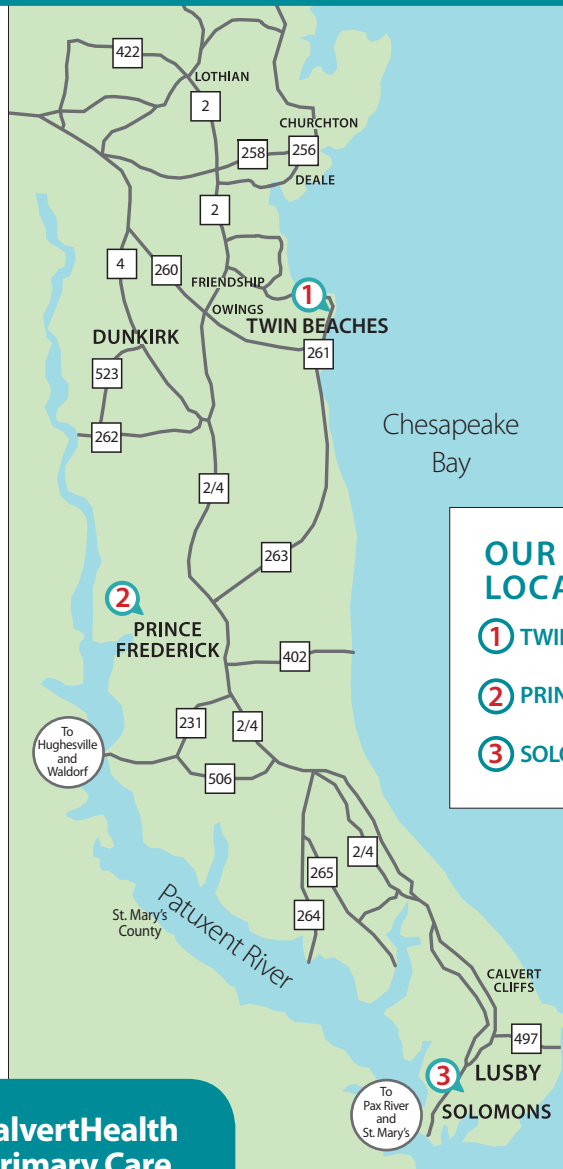 422
LOTHIAN
2
CHURCHTON
258
256
DEALE
2
4
260
FRIENDSHIP
1
OWINGS
TWIN BEACHES
DUNKIRK
261
523
262
Chesapeake
Bay
2/4
263
OUR
LOCA
1 TWI
2 PRIN
3 SOLO
2
PRINCE
FREDERICK
402
231
2/4
To
Hughesville
and
Waldorf
506
2/4
265
264
St. Mary's
County
Patuxent River
CALVERT
CLIFFS
497
3
LUSBY
To
Pax River
and
St. Mary's
SOLOMONS
alvertHealth
rimary Care